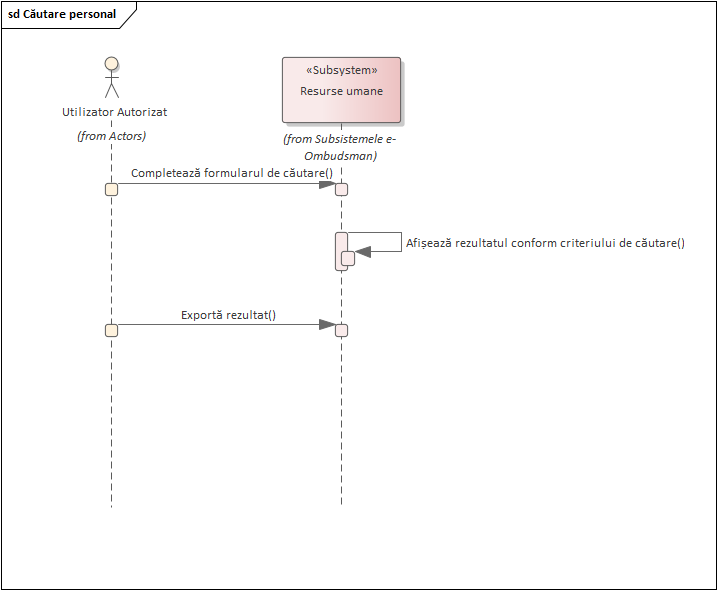 sd Căutare personal
«Subsystem»
Resurse umane
Utilizator Autorizat
(from Actors)
(from Subsistemele e-
Ombudsman)
Completează formularul de căutare()
Afișează rezultatul conform criteriului de căutare()
Exportă rezultat()